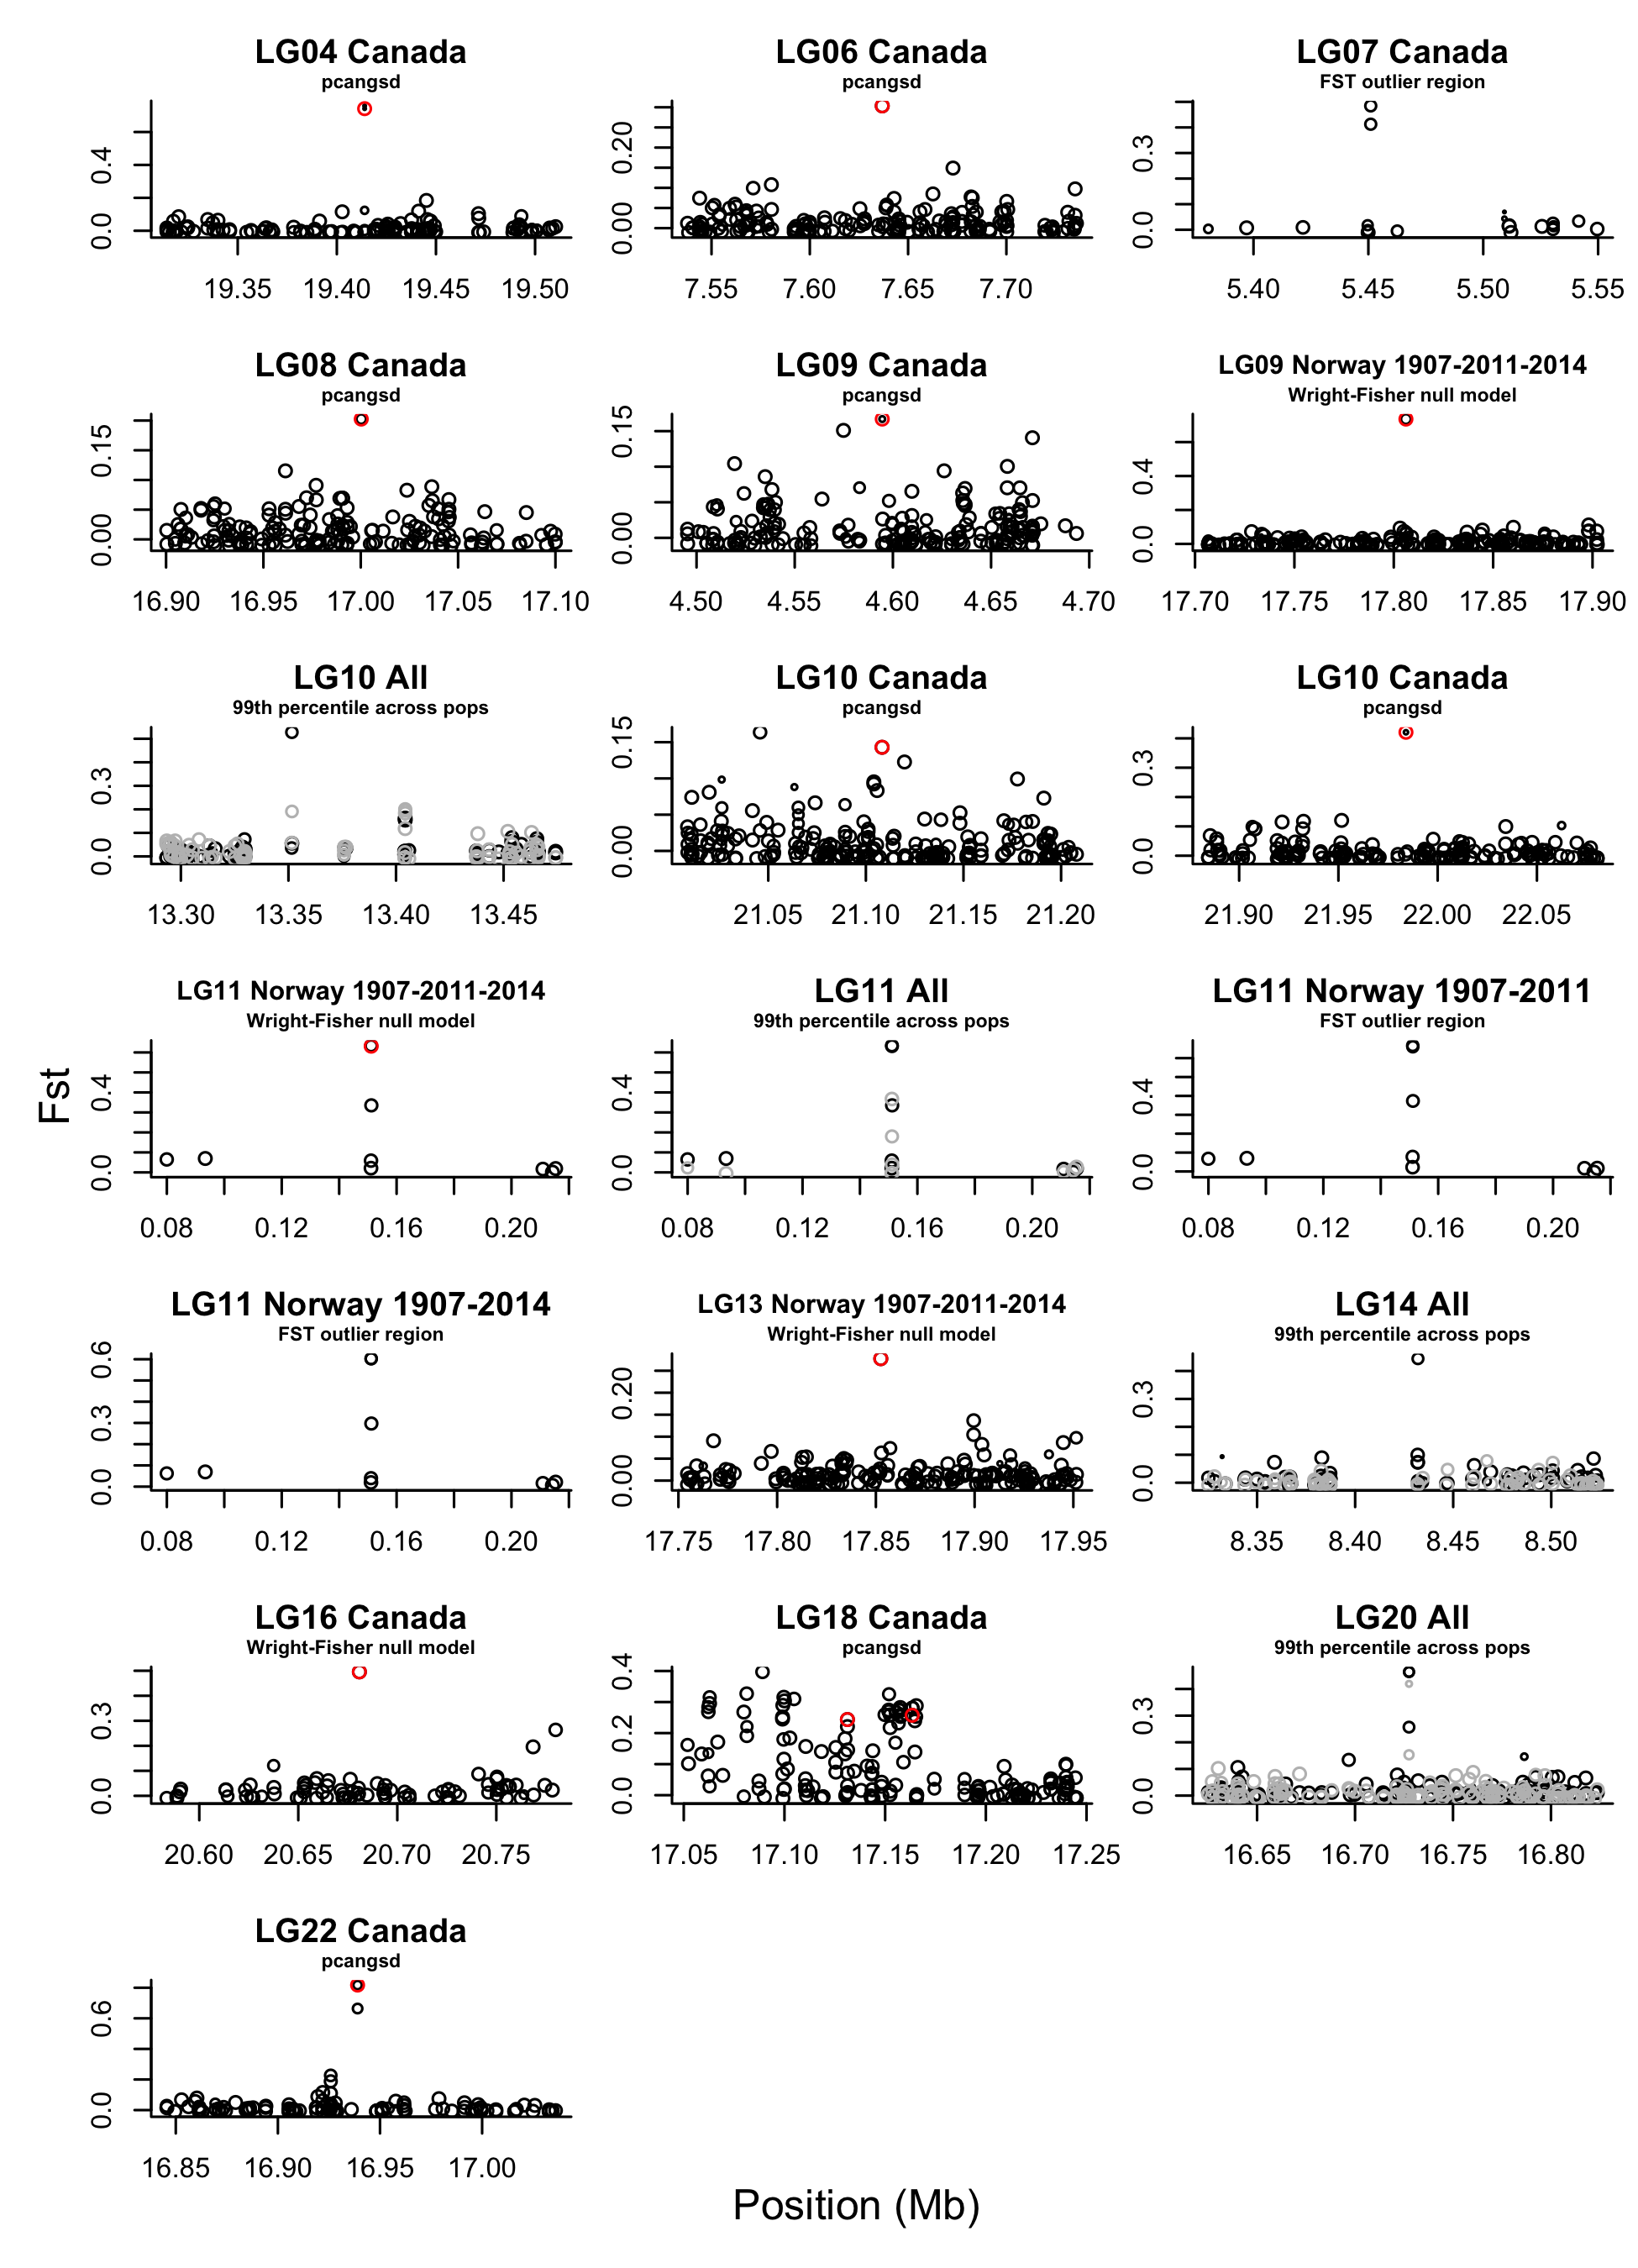 LG04 Canada
pcangsd
0.0 0.4
19.35 19.40 19.45 19.50
LG06 Canada
pcangsd
0.00 0.20
7.55 7.60 7.65 7.70
LG07 Canada
FST outlier region
0.0 0.3
5.40 5.45 5.50 5.55
LG08 Canada
pcangsd
0.00 0.15
16.90 16.95 17.00 17.05 17.10
LG09 Canada
pcangsd
0.00 0.15
4.50 4.55 4.60 4.65 4.70
LG09 Norway 1907-2011-2014
Wright-Fisher null model
0.0 0.4
17.70 17.75 17.80 17.85 17.90
LG10 All
99th percentile across pops
0.0 0.3
13.30 13.35 13.40 13.45
LG10 Canada
pcangsd
0.00 0.15
21.05 21.10 21.15 21.20
LG10 Canada
pcangsd
0.0 0.3
21.90 21.95 22.00 22.05
Fst
LG11 Norway 1907-2011-2014
Wright-Fisher null model
0.0 0.4
0.08 0.12 0.16 0.20
LG11 All
99th percentile across pops
0.0 0.4
0.08 0.12 0.16 0.20
LG11 Norway 1907-2011
FST outlier region
0.0 0.4
0.08 0.12 0.16 0.20
LG11 Norway 1907-2014
FST outlier region
0.0 0.3 0.6
0.08 0.12 0.16 0.20
LG13 Norway 1907-2011-2014
Wright-Fisher null model
0.00 0.20
17.75 17.80 17.85 17.90 17.95
LG14 All
99th percentile across pops
0.0 0.3
8.35 8.40 8.45 8.50
LG16 Canada
Wright-Fisher null model
0.0 0.3
20.60 20.65 20.70 20.75
LG18 Canada
pcangsd
0.0 0.2 0.4
17.05 17.10 17.15 17.20 17.25
LG20 All
99th percentile across pops
0.0 0.3
16.65 16.70 16.75 16.80
LG22 Canada
pcangsd
0.0 0.6
16.85 16.90 16.95 17.00
Position (Mb)